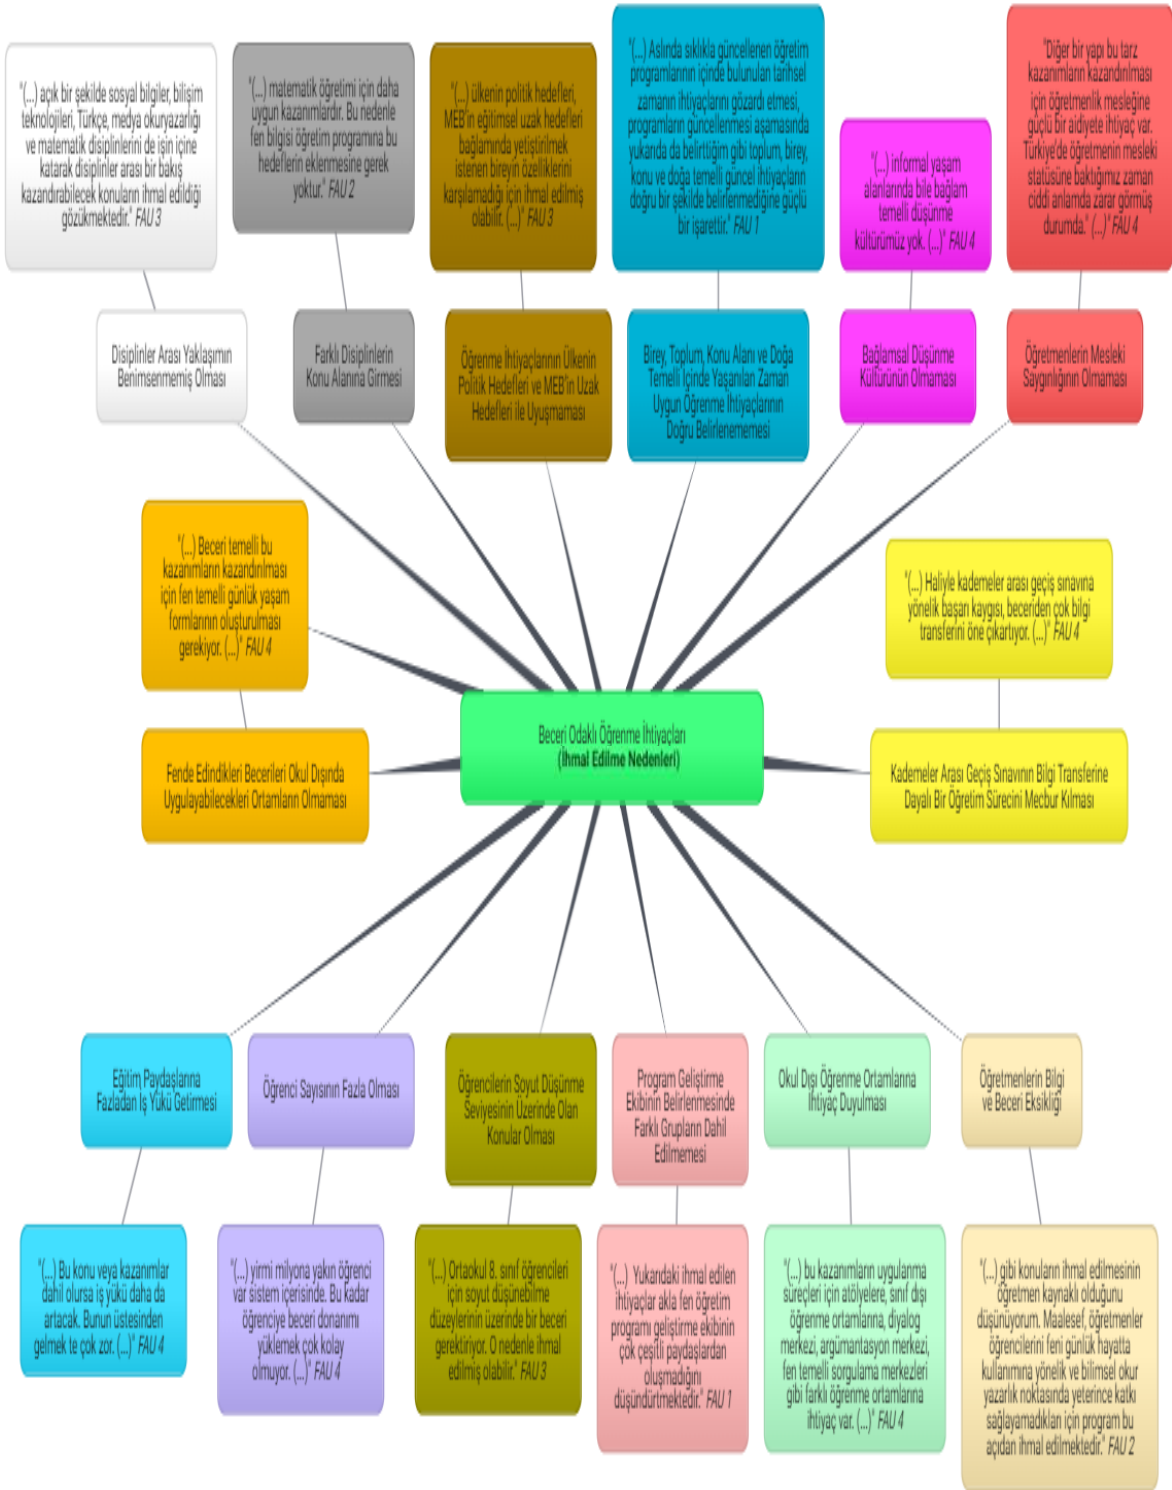 "(...) açık bir şekilde sosyal bilgiler, bilişim
teknolojileri, Türkçe, medya okuryazarlığı
ve matematik disiplinlerini de işin içine
katarak disiplinler arası bir bakış
kazandırabilecek konuların ihmal edildiği
gözükmektedir." FAU 3
"(...) matematik öğretimi için daha
uygun kazanımlardır. Bu nedenle
fen bilgisi öğretim programına bu
hedeflerin eklenmesine gerek
yoktur." FAU 2
"(...) ülkenin politik hedefleri,
MEB'in eğitimsel uzak hedefleri
bağlamında yetiştirilmek
istenen bireyin özelliklerini
karşılamadığı için ihmal edilmiş
olabilir. (...)" FAU 3
"(...) Aslında sıklıkla güncellenen öğretim
programlarının içinde bulunulan tarihsel
zamanın ihtiyaçlarını gözardı etmesi,
programların güncellenmesi aşamasında
yukarıda da belirttiğim gibi toplum, birey,
konu ve doğa temelli güncel ihtiyaçların
doğru bir şekilde belirlenmediğine güçlü
bir işarettir." FAU 1
"(...) informal yaşam
alanlarında bile bağlam
temelli düşünme
kültürümüz yok. (...)" FAU 4
"Diğer bir yapı bu tarz
kazanımların kazandırılması
için öğretmenlik mesleğine
güçlü bir aidiyete ihtiyaç var.
Türkiye'de öğretmenin mesleki
statüsüne baktığımız zaman
ciddi anlamda zarar görmüş
durumda." (...)" FAU 4
Disiplinler Arası Yaklaşımın
Benimsenmemiş Olması
Farklı Disiplinlerin
Konu Alanına Girmesi
Öğrenme İhtiyaçlarının Ülkenin
Politik Hedefleri ve MEB'in Uzak
Hedefleri ile Uyuşmaması
Birey, Toplum, Konu Alanı ve Doğa
Temelli İçinde Yaşanılan Zaman
Uygun Öğrenme İhtiyaçlarının
Doğru Belirlenememesi
Bağlamsal Düşünme
Kültürünün Olmaması
Öğretmenlerin Mesleki
Saygınlığının Olmaması
"(...) Beceri temelli bu
kazanımların kazandırılması
için fen temelli günlük yaşam
formlarının oluşturulması
gerekiyor. (...)" FAU 4
"(...) Haliyle kademeler arası geçiş sınavına
yönelik başarı kaygısı, beceriden çok bilgi
transferini öne çıkartıyor. (...)" FAU 4
Beceri Odaklı Öğrenme İhtiyaçları
(İhmal Edilme Nedenleri)
Fende Edindikleri Becerileri Okul Dışında
Uygulayabilecekleri Ortamların Olmaması
Kademeler Arası Geçiş Sınavının Bilgi Transferine
Dayalı Bir Öğretim Sürecini Mecbur Kılması
Eğitim Paydaşlarına
Fazladan İş Yükü Getirmesi
Öğrenci Sayısının Fazla Olması
Öğrencilerin Soyut Düşünme
Seviyesinin Üzerinde Olan
Konular Olması
Program Geliştirme
Ekibinin Belirlenmesinde
Farklı Grupların Dahil
Edilmemesi
Okul Dışı Öğrenme Ortamlarına
İhtiyaç Duyulması
Öğretmenlerin Bilgi
ve Beceri Eksikliği
"(...) Bu konu veya kazanımlar
dahil olursa iş yükü daha da
artacak. Bunun üstesinden
gelmek te çok zor. (...)" FAU 4
"(...) yirmi milyona yakın öğrenci
var sistem içerisinde. Bu kadar
öğrenciye beceri donanımı
yüklemek çok kolay
olmuyor. (...)" FAU 4
"(...) Ortaokul 8. sınıf öğrencileri
için soyut düşünebilme
düzeylerinin üzerinde bir beceri
gerektiriyor. O nedenle ihmal
edilmiş olabilir." FAU 3
"(...) Yukarıdaki ihmal edilen
ihtiyaçlar akla fen öğretim
programı geliştirme ekibinin
çok çeşitli paydaşlardan
oluşmadığını
düşündürtmektedir." FAU 1
"(...) bu kazanımların uygulanma
süreçleri için atölyelere, sınıf dışı
öğrenme ortamlarına, diyalog
merkezi, argümantasyon merkezi,
fen temelli sorgulama merkezleri
gibi farklı öğrenme ortamlarına
ihtiyaç var. (...)" FAU 4
"(...) gibi konuların ihmal edilmesinin
öğretmen kaynaklı olduğunu
düşünüyorum. Maalesef, öğretmenler
öğrencilerini feni günlük hayatta
kullanımına yönelik ve bilimsel okur
yazarlık noktasında yeterince katkı
sağlayamadıkları için program bu
açıdan ihmal edilmektedir." FAU 2